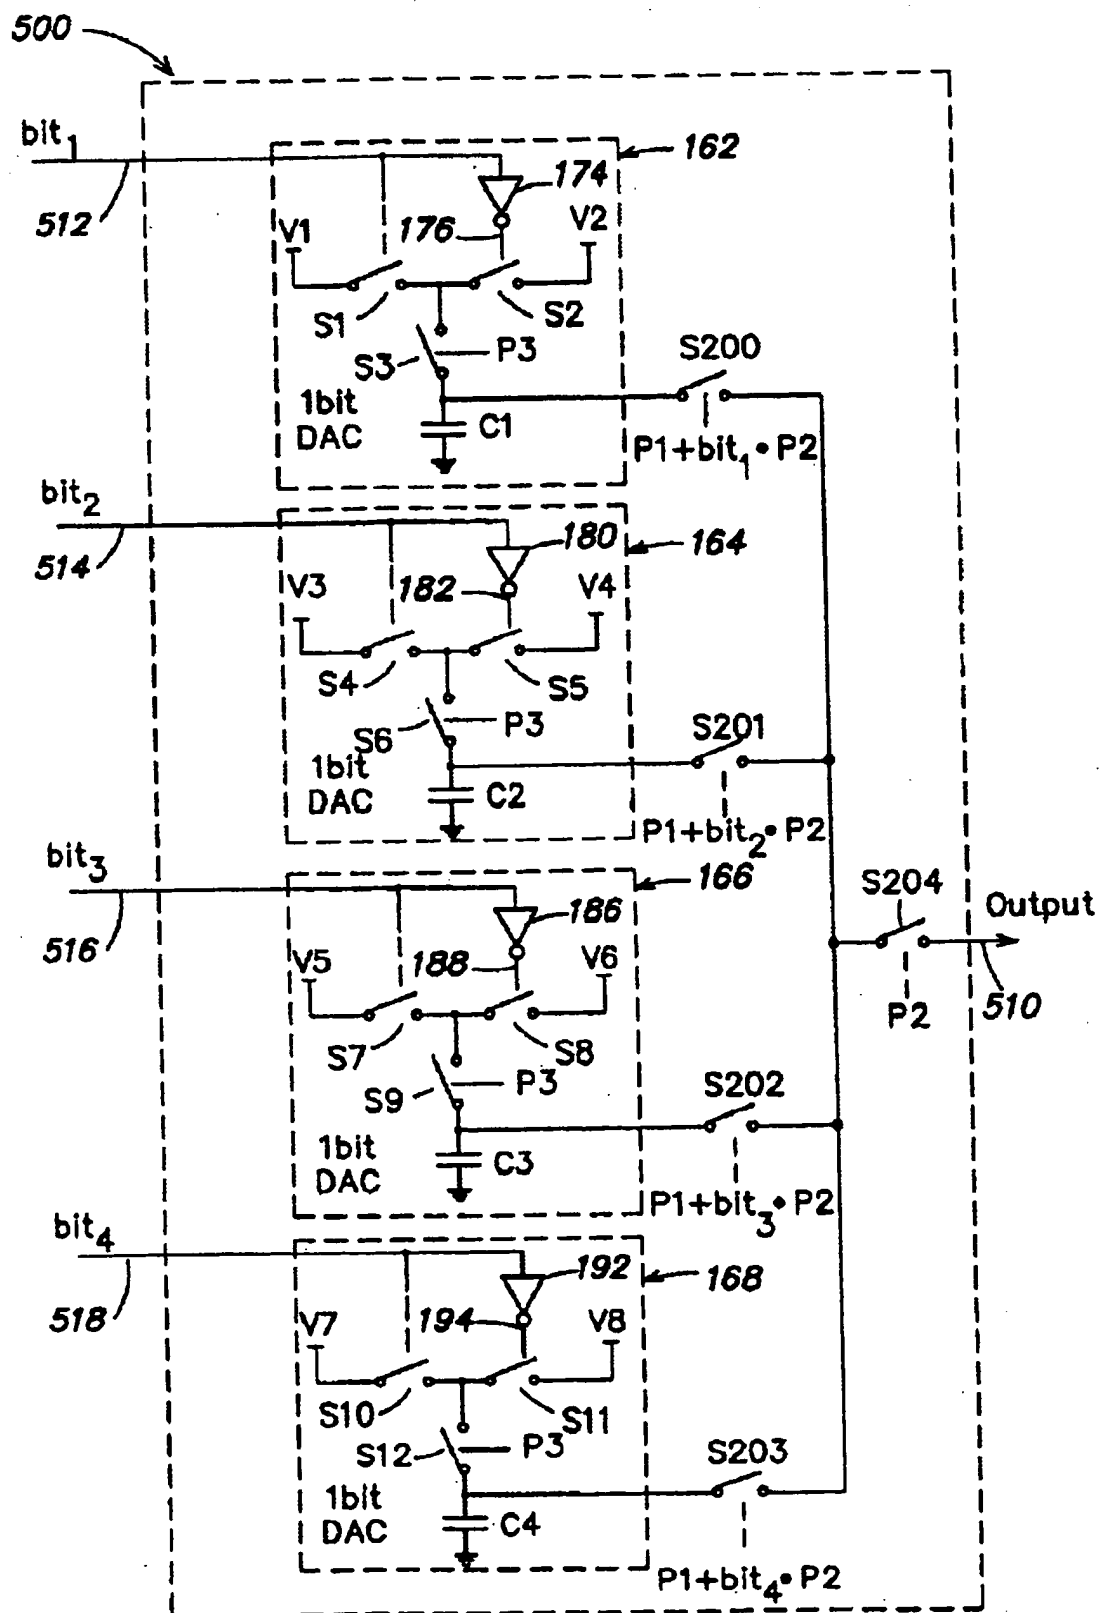 500
bit1
162
174
512
V1
176
V2
S1
S2
S3
P3
S200
1bit
DAC
C1
P1+bit1•P2
bit2
180
164
514
V3
182
V4
S4
S5
S6
P3
S201
1bit
DAC
C2
P1+bit2•P2
bit3
166
186
S204
Output
516
V5
188
V6
510
P2
S7
S8
S9
P3
S202
1bit
DAC
C3
P1+bit3•P2
bit4
192
168
518
V7
194
V8
S10
S11
S12
P3
S203
1bit
DAC
C4
P1+bit4•P2